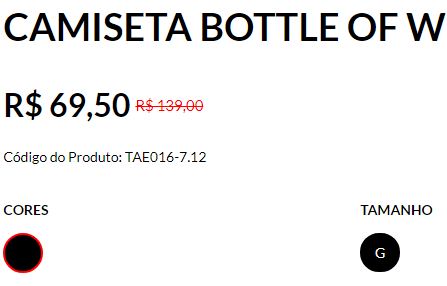 CAMISETA BOTTLE OF W
R$ 69,50 R$ 139,00
Código do Produto: TAE016-7.12
CORES TAMANHO
G